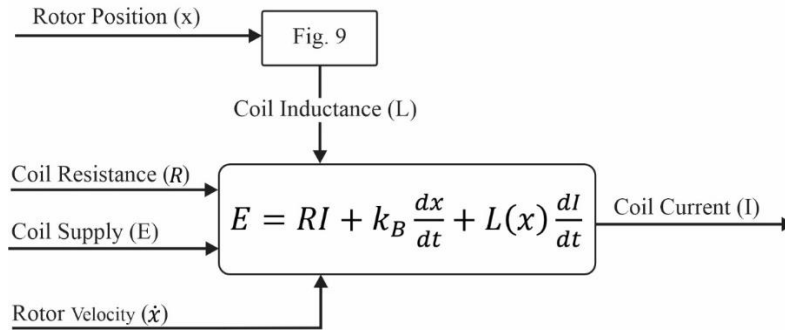 Rotor Position (x)
Fig. 9
Coil Inductance (L)
Coil Resistance (R)
Coil Supply (E)
E = RI + k_B dx/dt + L(x) dI/dt
Coil Current (I)
Rotor Velocity (ẋ)